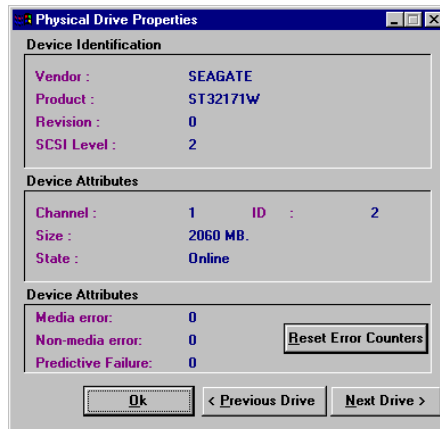 Physical Drive Properties
Device Identification
Vendor : SEAGATE
Product : ST32171W
Revision : 0
SCSI Level : 2
Device Attributes
Channel : 1 ID : 2
Size : 2060 MB.
State : Online
Device Attributes
Media error: 0
Non-media error: 0
Predictive Failure: 0
Reset Error Counters
Ok < Previous Drive Next Drive >